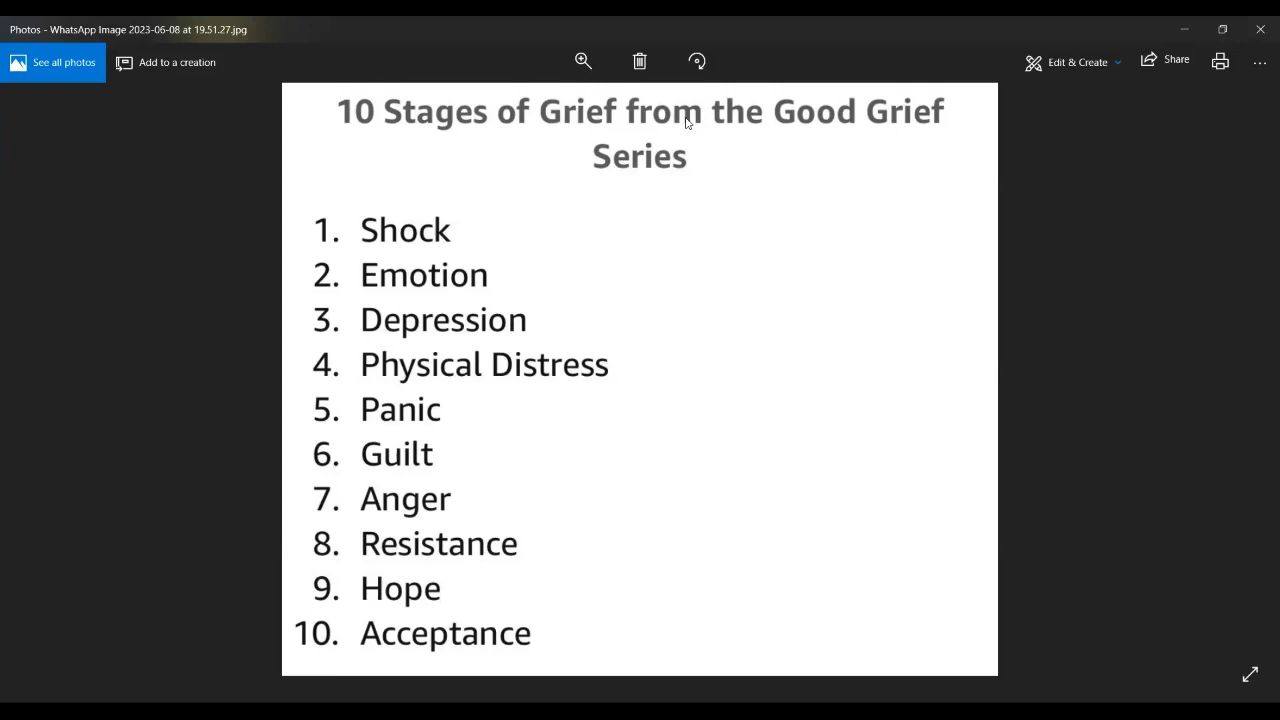 Photos - WhatsApp Image 2023-06-08 at 19.51.27.jpg
See all photos
Add to a creation
Edit & Create
Share
10 Stages of Grief from the Good Grief
Series
1. Shock
2. Emotion
3. Depression
4. Physical Distress
5. Panic
6. Guilt
7. Anger
8. Resistance
9. Hope
10. Acceptance